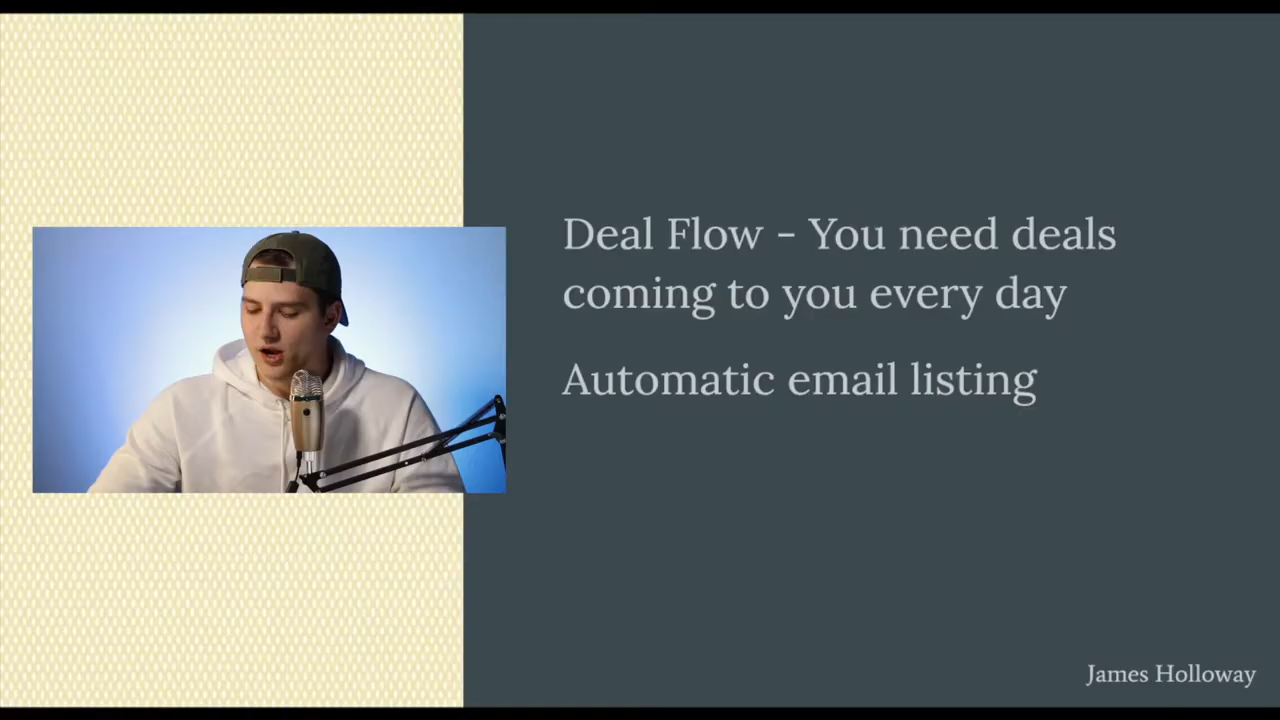 Deal Flow - You need deals
coming to you every day
Automatic email listing
James Holloway